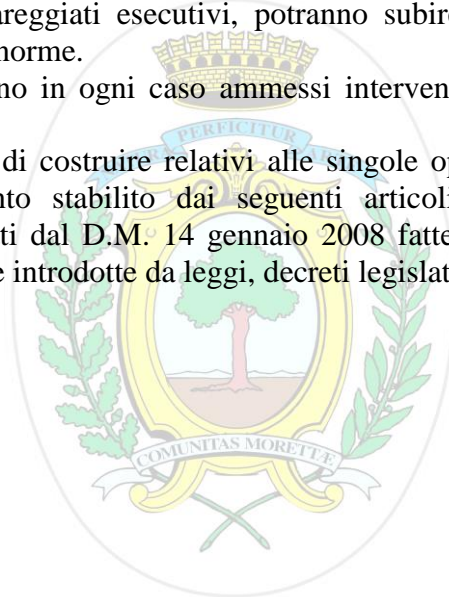 areggiati esecutivi, potranno subire
norme.
no in ogni caso ammessi interven
PERFICITUR
di costruire relativi alle singole op
nto stabilito dai seguenti articoli
ti dal D.M. 14 gennaio 2008 fatte
e introdotte da leggi, decreti legislat
COMUNITAS MORETTÆ